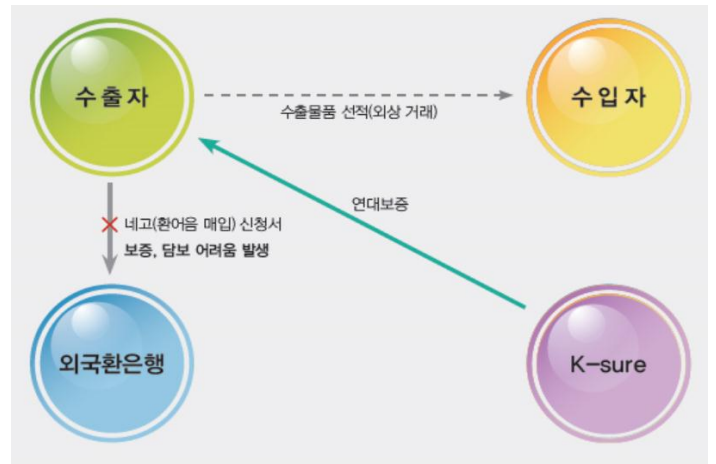 수출자
수입자
수출물품 선적(외상 거래)
연대보증
네고(환어음 매입) 신청서
보증, 담보 어려움 발생
외국환은행
K-sure